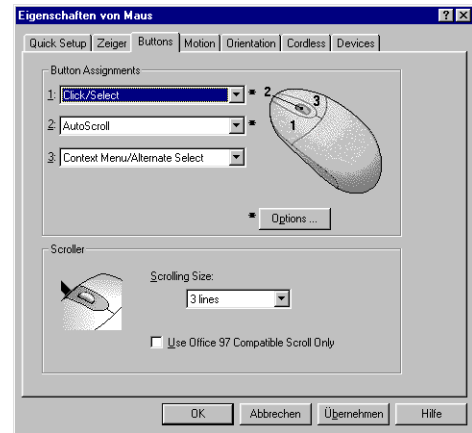 Eigenschaften von Maus
Quick Setup Zeiger Buttons Motion Orientation Cordless Devices
Button Assignments
1: Click/Select * 2 3
2: AutoScroll * 1
3: Context Menu/Alternate Select
* Options ...
Scroller
Scrolling Size:
3 lines
Use Office 97 Compatible Scroll Only
OK Abbrechen Übernehmen Hilfe